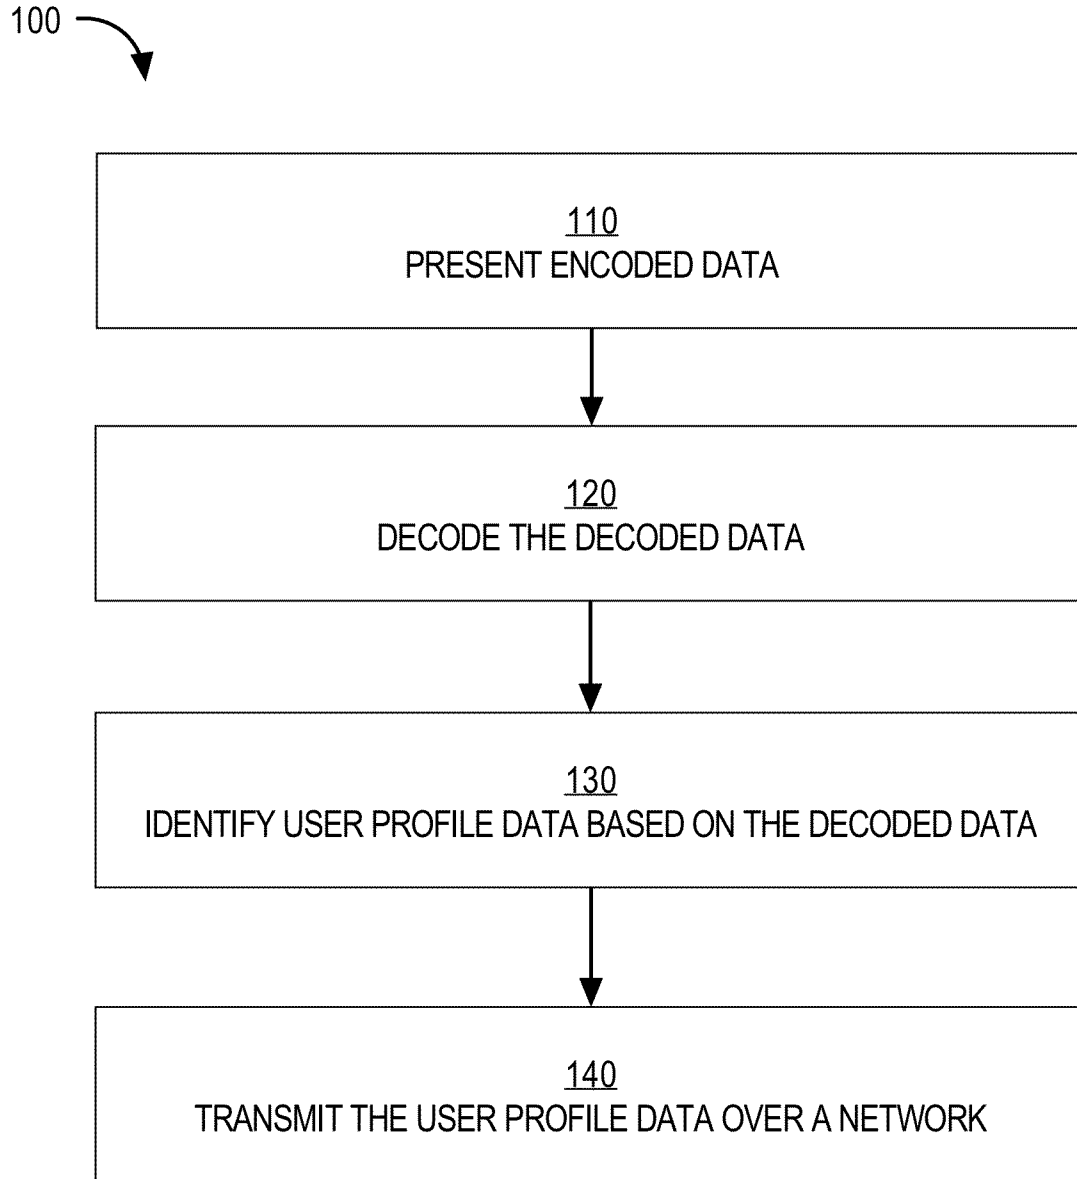 100
110
PRESENT ENCODED DATA
120
DECODE THE DECODED DATA
130
IDENTIFY USER PROFILE DATA BASED ON THE DECODED DATA
140
TRANSMIT THE USER PROFILE DATA OVER A NETWORK